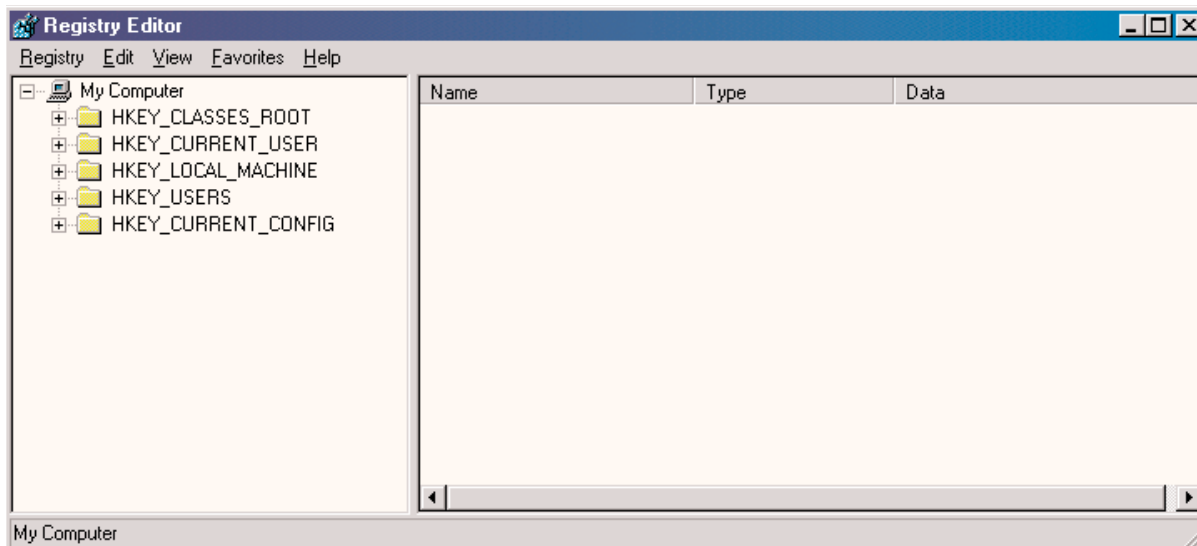 Registry Editor
Registry Edit View Favorites Help
My Computer
HKEY_CLASSES_ROOT
HKEY_CURRENT_USER
HKEY_LOCAL_MACHINE
HKEY_USERS
HKEY_CURRENT_CONFIG
Name Type Data
My Computer